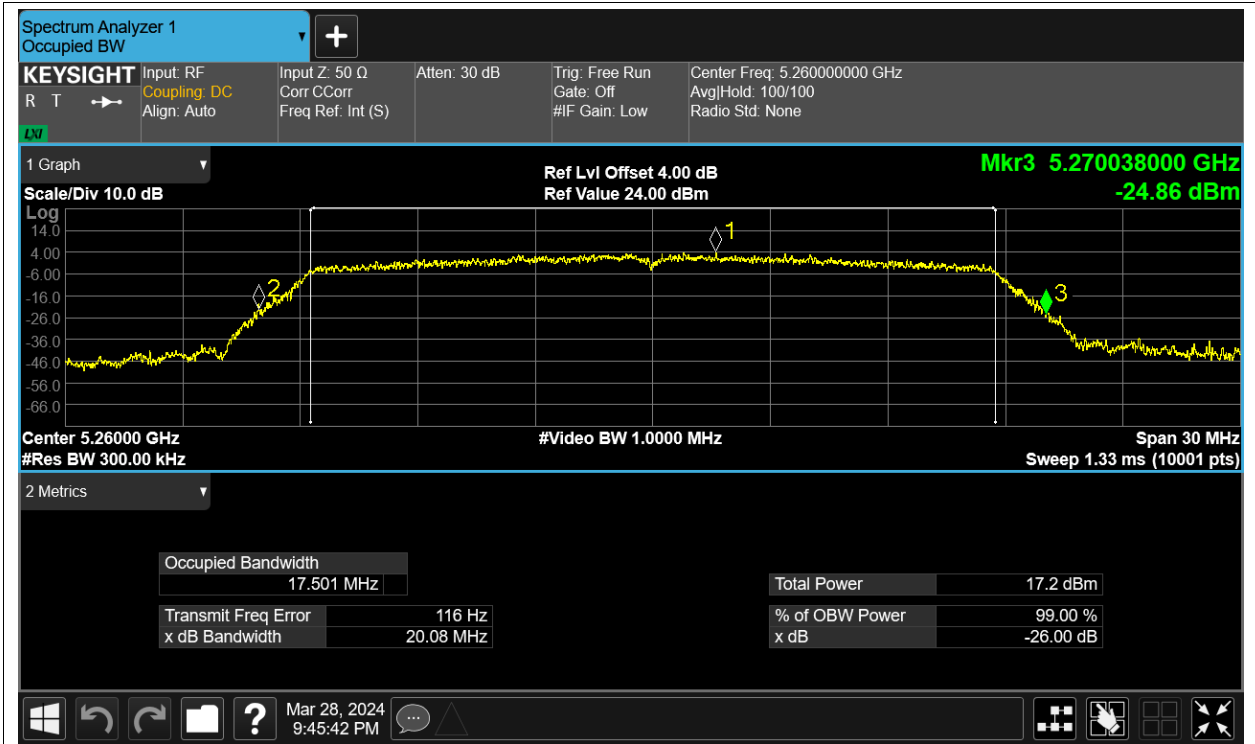 Spectrum Analyzer 1
Occupied BW
KEYSIGHT
R T
LXI
Input: RF
Coupling: DC
Align: Auto
Input Z: 50 Ω
Corr CCorr
Freq Ref: Int (S)
Atten: 30 dB
Trig: Free Run
Gate: Off
#IF Gain: Low
Center Freq: 5.260000000 GHz
Avg|Hold: 100/100
Radio Std: None
1 Graph
Scale/Div 10.0 dB
Ref Lvl Offset 4.00 dB
Ref Value 24.00 dBm
Mkr3 5.270038000 GHz
-24.86 dBm
Log
14.0
4.00
-6.00
-16.0
-26.0
-36.0
-46.0
-56.0
-66.0
1
2
3
Center 5.26000 GHz
#Res BW 300.00 kHz
#Video BW 1.0000 MHz
Span 30 MHz
Sweep 1.33 ms (10001 pts)
2 Metrics
Occupied Bandwidth
17.501 MHz
Transmit Freq Error 116 Hz
x dB Bandwidth 20.08 MHz
Total Power 17.2 dBm
% of OBW Power 99.00 %
x dB -26.00 dB
?
Mar 28, 2024
9:45:42 PM